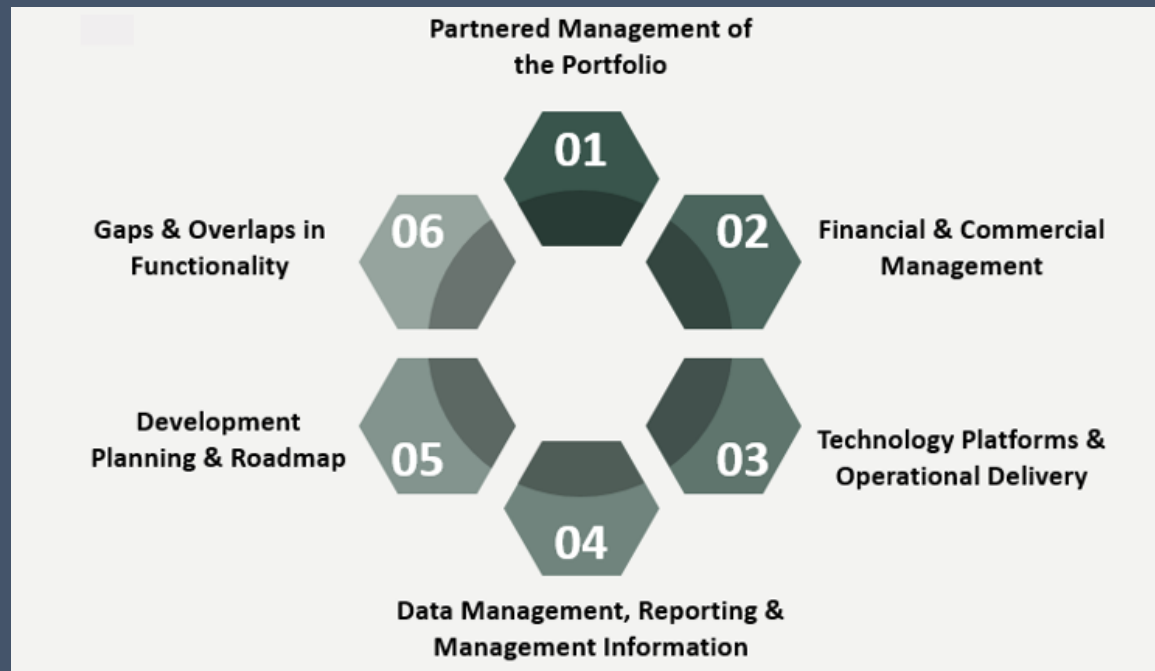 Partnered Management of
the Portfolio
01
02
Financial & Commercial
Management
03
Technology Platforms &
Operational Delivery
04
Data Management, Reporting &
Management Information
05
Development
Planning & Roadmap
06
Gaps & Overlaps in
Functionality